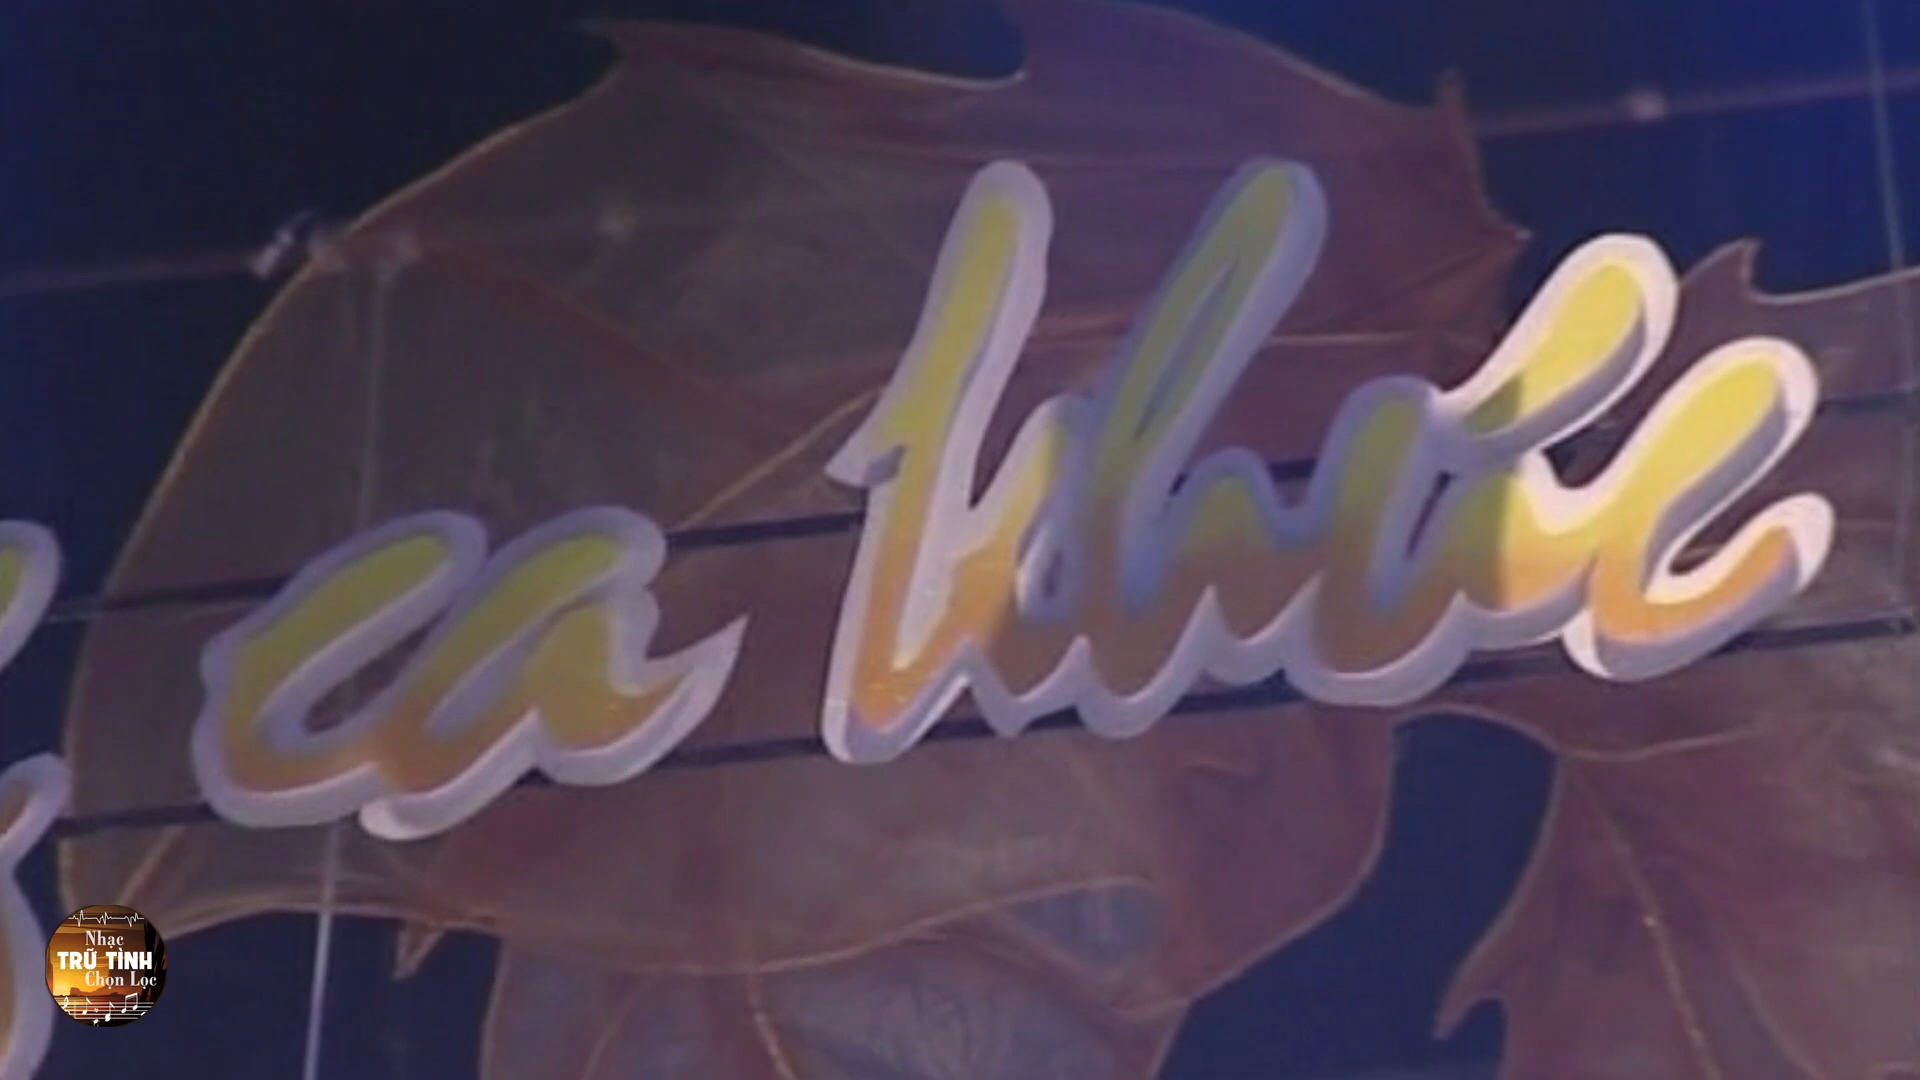 ca khúc
Nhạc
TRỮ TÌNH
Chọn Lọc